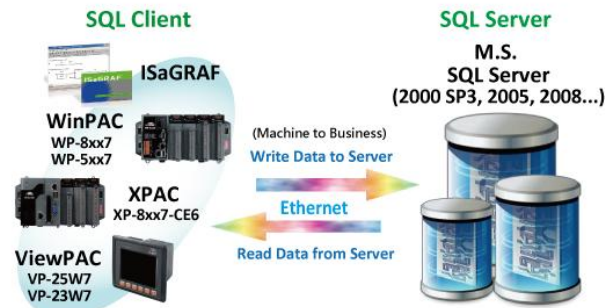 SQL Client
ISaGRAF
WinPAC
WP-8xx7
WP-5xx7
XPAC
XP-8xx7-CE6
ViewPAC
VP-25W7
VP-23W7
(Machine to Business)
Write Data to Server
Ethernet
Read Data from Server
SQL Server
M.S.
SQL Server
(2000 SP3, 2005, 2008...)